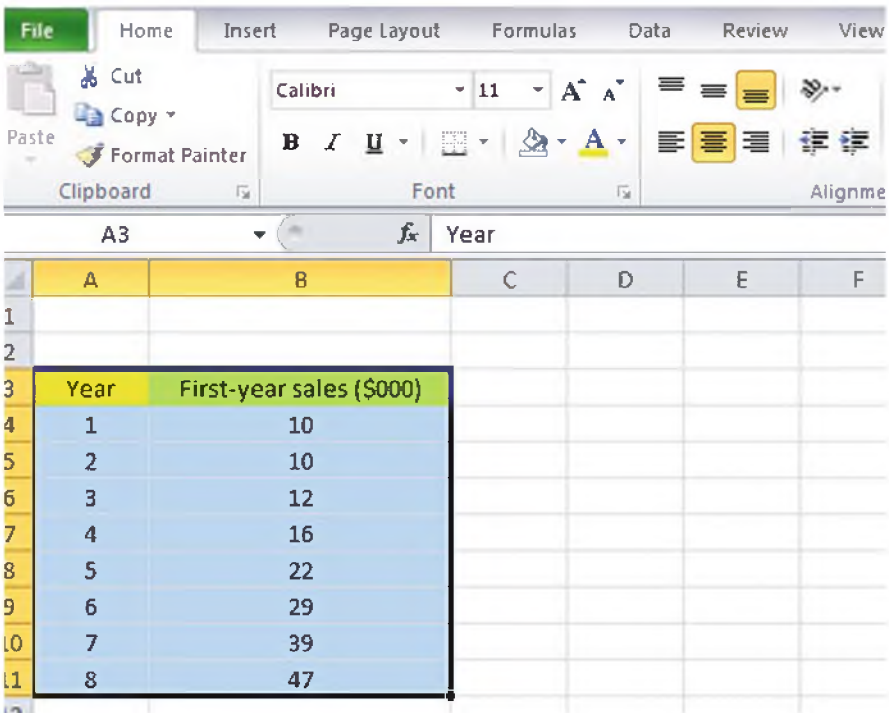 File Home Insert Page Layout Formulas Data Review View
Cut
Copy
Paste
Format Painter
Clipboard
Calibri 11 A A
B I U A
Font
Alignme
A3 fx Year
A B C D E F
1
2
3 Year First-year sales ($000)
4 1 10
5 2 10
6 3 12
7 4 16
8 5 22
9 6 29
10 7 39
11 8 47